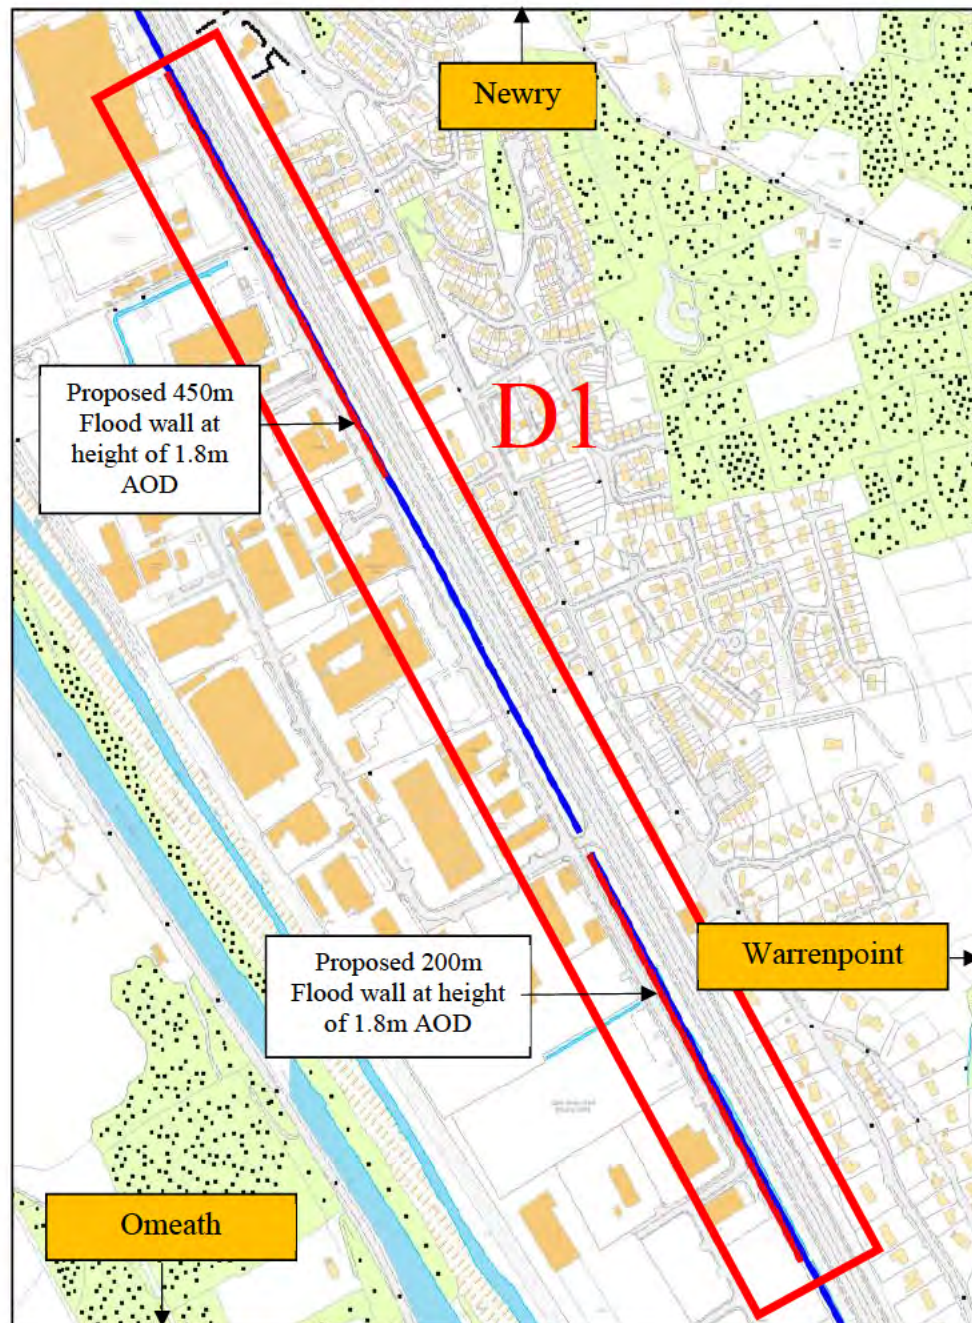 Newry
D1
Proposed 450m
Flood wall at
height of 1.8m
AOD
Warrenpoint
Proposed 200m
Flood wall at height
of 1.8m AOD
Omeath